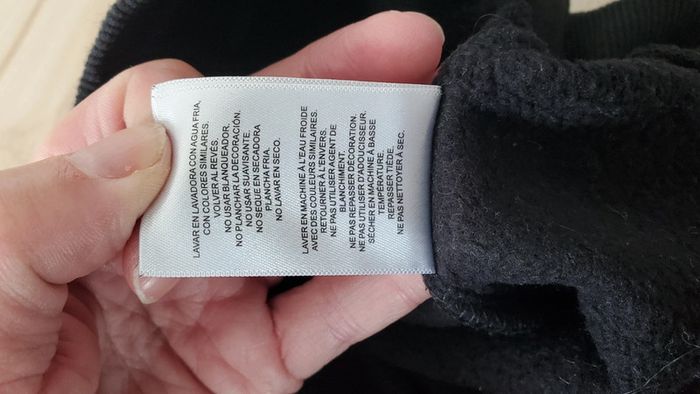 LAVAR EN LAVADORA CON AGUA FRIA,
CON COLORES SIMILARES.
VOLVER AL REVÉS.
NO USAR BLANQUEADOR.
NO PLANCHAR LA DECORACIÓN.
NO USAR SUAVISANTE.
NO SEQUE EN SECADORA
PLANCHA FRIA.
NO LAVAR EN SECO.
LAVER EN MACHINE À L'EAU FROIDE
AVEC DES COULEURS SIMILAIRES.
RETOURNER À L'ENVERS.
NE PAS UTILISER AGENT DE
BLANCHIMENT.
NE PAS REPASSER DÉCORATION.
NE PAS UTILISER D'ADOUCISSEUR.
SÉCHER EN MACHINE À BASSE
TEMPÉRATURE.
REPASSER TIÈDE.
NE PAS NETTOYER À SEC.